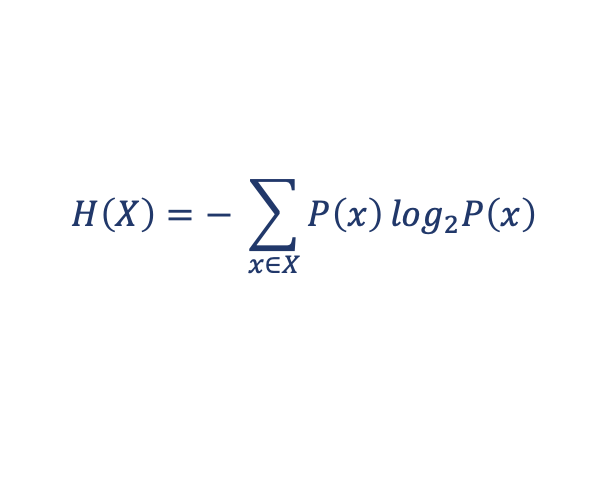 H(X) = − ∑ P(x) log₂P(x)
x∈X